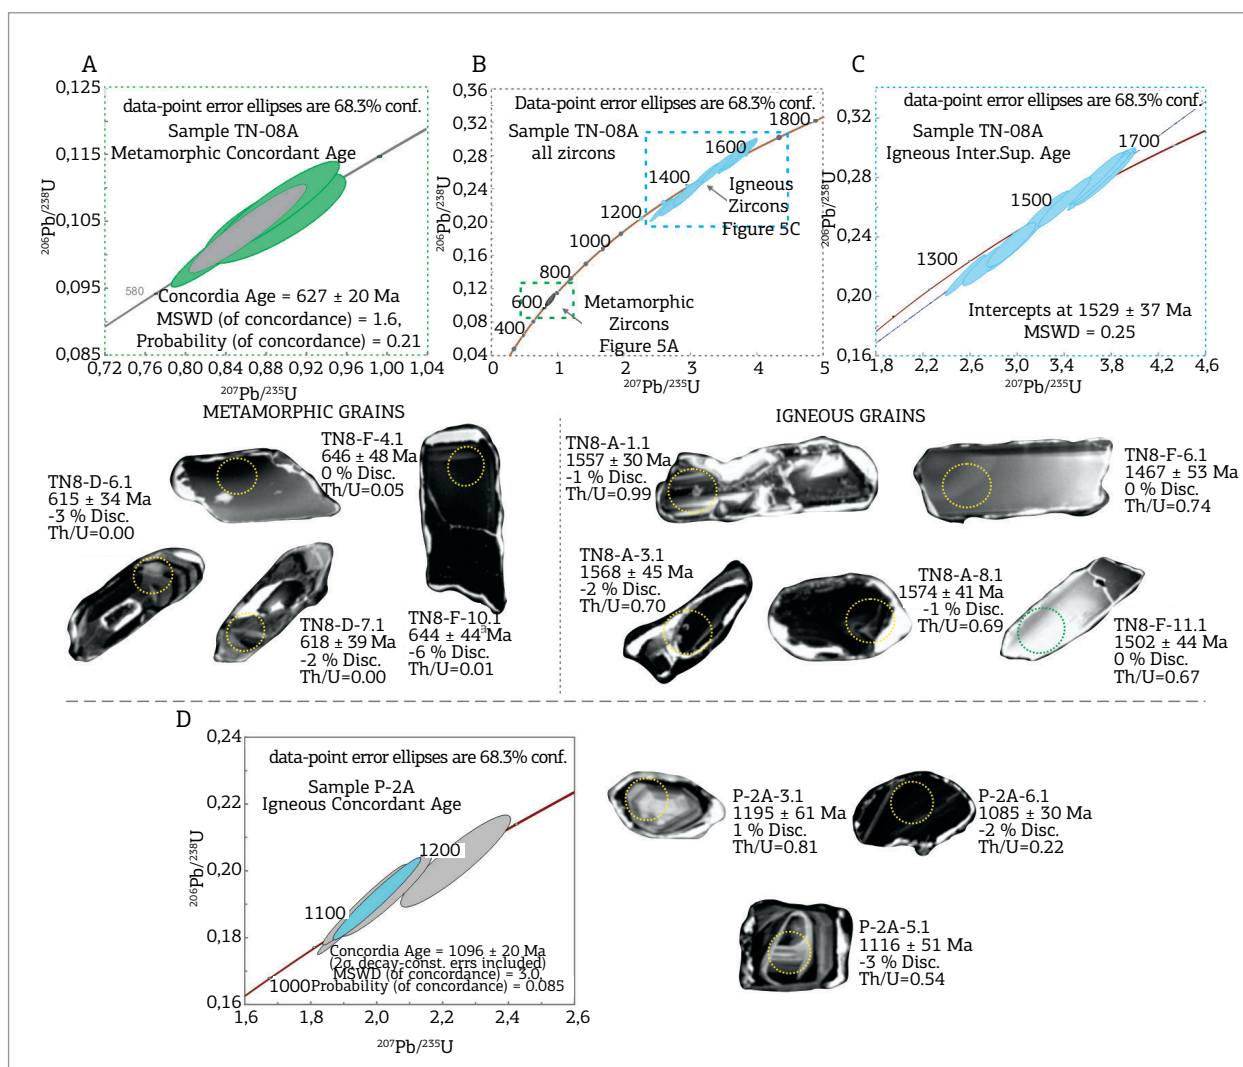 A
0,125
0,115
0,105
0,095
0,085
206Pb/238U
data-point error ellipses are 68.3% conf.
Sample TN-08A
Metamorphic Concordant Age
580
Concordia Age = 627 ± 20 Ma
MSWD (of concordance) = 1.6,
Probability (of concordance) = 0.21
0,72 0,76 0,80 0,84 0,88 0,92 0,96 1,00 1,04
207Pb/235U
B
0,36
0,32
0,28
0,24
0,20
0,16
0,12
0,08
0,04
206Pb/238U
Data-point error ellipses are 68.3% conf.
1800
Sample TN-08A
all zircons
1600
1400
Igneous
Zircons
Figure 5C
1200
1000
800
600
Metamorphic
Zircons
Figure 5A
400
0 1 2 3 4 5
207Pb/235U
C
0,32
0,28
0,24
0,20
0,16
206Pb/238U
data-point error ellipses are 68.3% conf.
Sample TN-08A
Igneous Inter.Sup. Age
1700
1500
1300
Intercepts at 1529 ± 37 Ma
MSWD = 0.25
1,8 2,2 2,6 3,0 3,4 3,8 4,2 4,6
207Pb/235U
METAMORPHIC GRAINS
TN8-D-6.1
615 ± 34 Ma
-3 % Disc.
Th/U=0.00
TN8-F-4.1
646 ± 48 Ma
0 % Disc.
Th/U=0.05
TN8-D-7.1
618 ± 39 Ma
-2 % Disc.
Th/U=0.00
TN8-F-10.1
644 ± 44 Ma
a
-6 % Disc.
Th/U=0.01
IGNEOUS GRAINS
TN8-A-1.1
1557 ± 30 Ma
-1 % Disc.
Th/U=0.99
TN8-F-6.1
1467 ± 53 Ma
0 % Disc.
Th/U=0.74
TN8-A-3.1
1568 ± 45 Ma
-2 % Disc.
Th/U=0.70
TN8-A-8.1
1574 ± 41 Ma
-1 % Disc.
Th/U=0.69
TN8-F-11.1
1502 ± 44 Ma
0 % Disc.
Th/U=0.67
D
0,24
0,22
0,20
0,18
0,16
206Pb/238U
data-point error ellipses are 68.3% conf.
Sample P-2A
Igneous Concordant Age
1200
1100
1000
Concordia Age = 1096 ± 20 Ma
(2σ, decay-const. errs included)
MSWD (of concordance) = 3.0,
Probability (of concordance) = 0.085
1,6 1,8 2,0 2,2 2,4 2,6
207Pb/235U
P-2A-3.1
1195 ± 61 Ma
1 % Disc.
Th/U=0.81
P-2A-6.1
1085 ± 30 Ma
-2 % Disc.
Th/U=0.22
P-2A-5.1
1116 ± 51 Ma
-3 % Disc.
Th/U=0.54